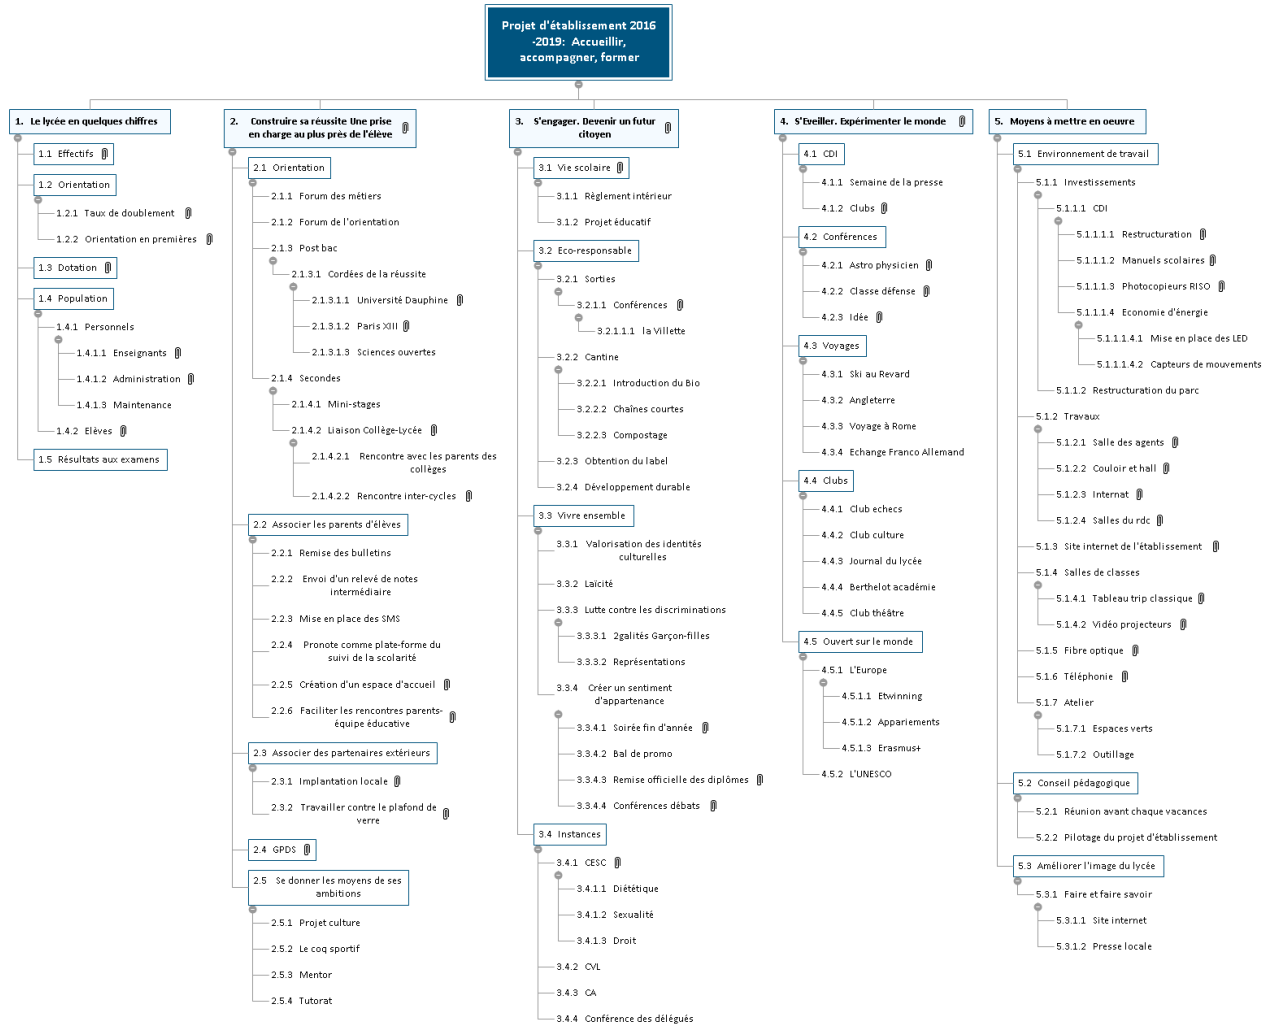 Projet d'établissement 2016
-2019: Accueillir,
accompagner, former
1. Le lycée en quelques chiffres
1.1 Effectifs
1.2 Orientation
1.2.1 Taux de doublement
1.2.2 Orientation en premières
1.3 Dotation
1.4 Population
1.4.1 Personnels
1.4.1.1 Enseignants
1.4.1.2 Administration
1.4.1.3 Maintenance
1.4.2 Elèves
1.5 Résultats aux examens
2. Construire sa réussite Une prise
en charge au plus près de l'élève
2.1 Orientation
2.1.1 Forum des métiers
2.1.2 Forum de l'orientation
2.1.3 Post bac
2.1.3.1 Cordées de la réussite
2.1.3.1.1 Université Dauphine
2.1.3.1.2 Paris XIII
2.1.3.1.3 Sciences ouvertes
2.1.4 Secondes
2.1.4.1 Mini-stages
2.1.4.2 Liaison Collège-Lycée
2.1.4.2.1 Rencontre avec les parents des
collèges
2.1.4.2.2 Rencontre inter-cycles
2.2 Associer les parents d'élèves
2.2.1 Remise des bulletins
2.2.2 Envoi d'un relevé de notes
intermédiaire
2.2.3 Mise en place des SMS
2.2.4 Pronote comme plate-forme du
suivi de la scolarité
2.2.5 Création d'un espace d'accueil
2.2.6 Faciliter les rencontres parents-
équipe éducative
2.3 Associer des partenaires extérieurs
2.3.1 Implantation locale
2.3.2 Travailler contre le plafond de
verre
2.4 GPDS
2.5 Se donner les moyens de ses
ambitions
2.5.1 Projet culture
2.5.2 Le coq sportif
2.5.3 Mentor
2.5.4 Tutorat
3. S'engager. Devenir un futur
citoyen
3.1 Vie scolaire
3.1.1 Règlement intérieur
3.1.2 Projet éducatif
3.2 Eco-responsable
3.2.1 Sorties
3.2.1.1 Conférences
3.2.1.1.1 la Villette
3.2.2 Cantine
3.2.2.1 Introduction du Bio
3.2.2.2 Chaînes courtes
3.2.2.3 Compostage
3.2.3 Obtention du label
3.2.4 Développement durable
3.3 Vivre ensemble
3.3.1 Valorisation des identités
culturelles
3.3.2 Laïcité
3.3.3 Lutte contre les discriminations
3.3.3.1 2galités Garçon-filles
3.3.3.2 Représentations
3.3.4 Créer un sentiment
d'appartenance
3.3.4.1 Soirée fin d'année
3.3.4.2 Bal de promo
3.3.4.3 Remise officielle des diplômes
3.3.4.4 Conférences débats
3.4 Instances
3.4.1 CESC
3.4.1.1 Diététique
3.4.1.2 Sexualité
3.4.1.3 Droit
3.4.2 CVL
3.4.3 CA
3.4.4 Conférence des délégués
4. S'Eveiller. Expérimenter le monde
4.1 CDI
4.1.1 Semaine de la presse
4.1.2 Clubs
4.2 Conférences
4.2.1 Astro physicien
4.2.2 Classe défense
4.2.3 Idée
4.3 Voyages
4.3.1 Ski au Revard
4.3.2 Angleterre
4.3.3 Voyage à Rome
4.3.4 Echange Franco Allemand
4.4 Clubs
4.4.1 Club echecs
4.4.2 Club culture
4.4.3 Journal du lycée
4.4.4 Berthelot académie
4.4.5 Club théâtre
4.5 Ouvert sur le monde
4.5.1 L'Europe
4.5.1.1 Etwinning
4.5.1.2 Appariements
4.5.1.3 Erasmus+
4.5.2 L'UNESCO
5. Moyens à mettre en oeuvre
5.1 Environnement de travail
5.1.1 Investissements
5.1.1.1 CDI
5.1.1.1.1 Restructuration
5.1.1.1.2 Manuels scolaires
5.1.1.1.3 Photocopieurs RISO
5.1.1.1.4 Economie d'énergie
5.1.1.1.4.1 Mise en place des LED
5.1.1.1.4.2 Capteurs de mouvements
5.1.1.2 Restructuration du parc
5.1.2 Travaux
5.1.2.1 Salle des agents
5.1.2.2 Couloir et hall
5.1.2.3 Internat
5.1.2.4 Salles du rdc
5.1.3 Site internet de l'établissement
5.1.4 Salles de classes
5.1.4.1 Tableau trip classique
5.1.4.2 Vidéo projecteurs
5.1.5 Fibre optique
5.1.6 Téléphonie
5.1.7 Atelier
5.1.7.1 Espaces verts
5.1.7.2 Outillage
5.2 Conseil pédagogique
5.2.1 Réunion avant chaque vacances
5.2.2 Pilotage du projet d'établissement
5.3 Améliorer l'image du lycée
5.3.1 Faire et faire savoir
5.3.1.1 Site internet
5.3.1.2 Presse locale